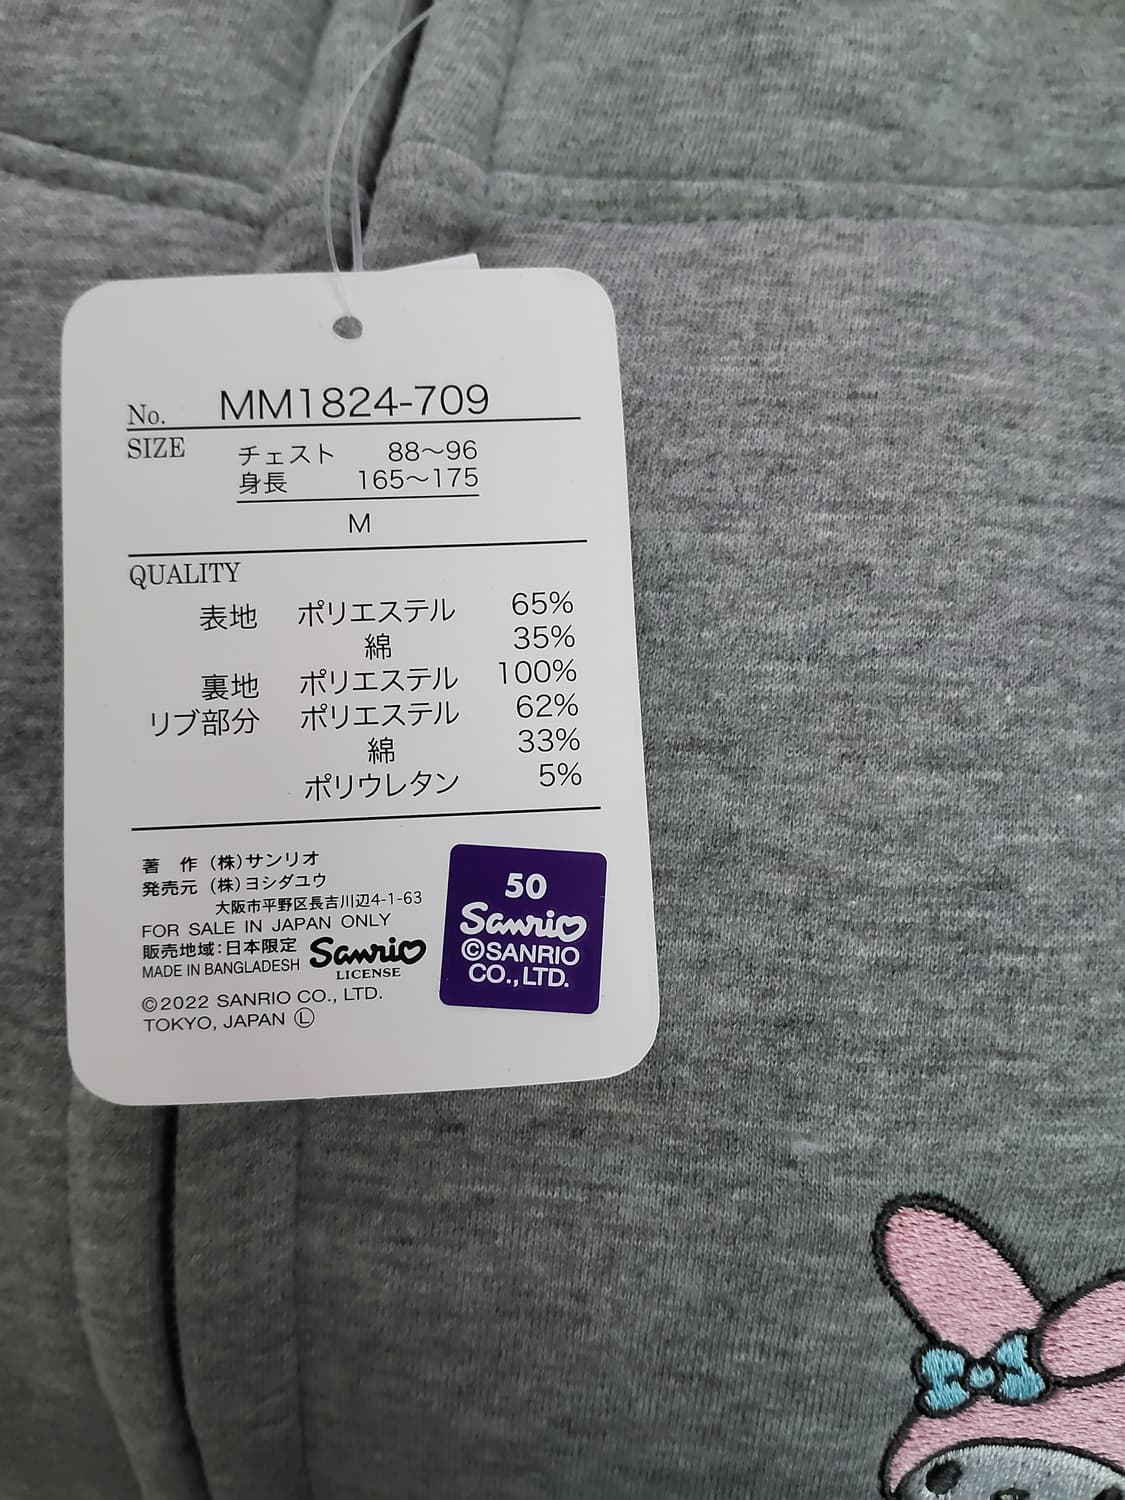 No. MM1824-709
SIZE チェスト 88〜96
身長 165〜175
M
QUALITY
表地 ポリエステル 65%
綿 35%
裏地 ポリエステル 100%
リブ部分 ポリエステル 62%
綿 33%
ポリウレタン 5%
著 作 (株)サンリオ
発売元 (株)ヨシダユウ
大阪市平野区長吉川辺4-1-63
FOR SALE IN JAPAN ONLY
販売地域:日本限定
MADE IN BANGLADESH
Sanrio
LICENSE
©2022 SANRIO CO., LTD.
TOKYO, JAPAN Ⓛ
50
Sanrio
©SANRIO
CO., LTD.